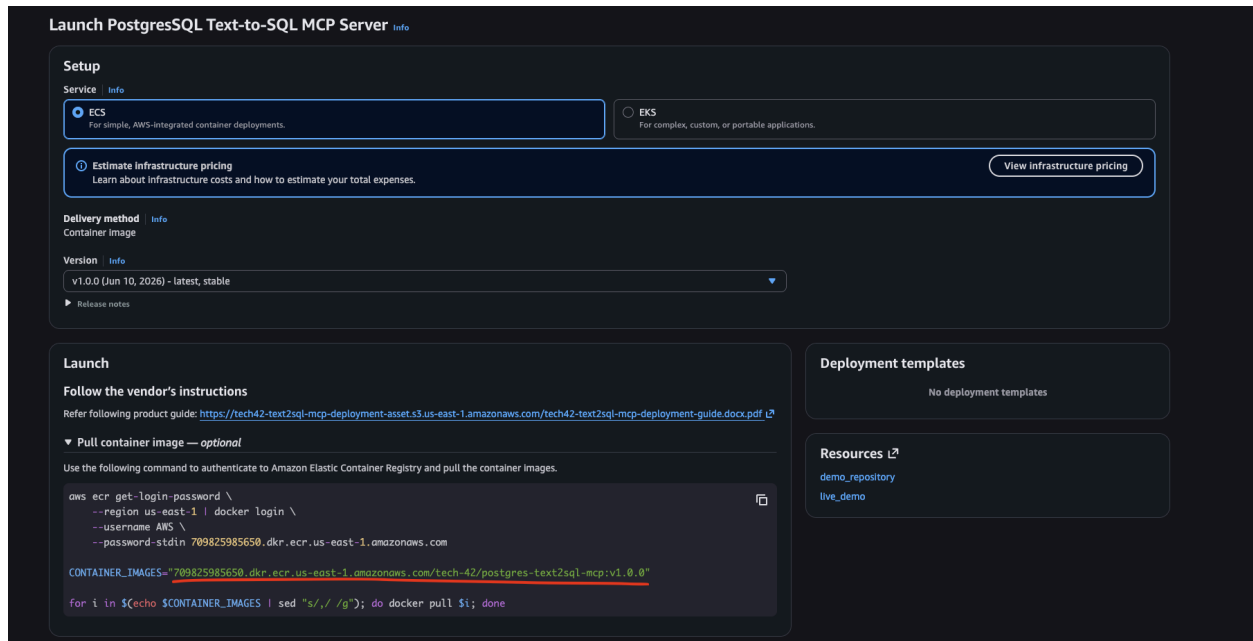 Launch PostgresSQL Text-to-SQL MCP Server Info
Setup
Service Info
ECS
For simple, AWS-integrated container deployments.
EKS
For complex, custom, or portable applications.
Estimate infrastructure pricing
Learn about infrastructure costs and how to estimate your total expenses.
View infrastructure pricing
Delivery method Info
Container image
Version Info
v1.0.0 (Jun 10, 2026) - latest, stable
Release notes
Launch
Follow the vendor's instructions
Refer following product guide: https://tech42-text2sql-mcp-deployment-asset.s3.us-east-1.amazonaws.com/tech42-text2sql-mcp-deployment-guide.docx.pdf
Pull container image — optional
Use the following command to authenticate to Amazon Elastic Container Registry and pull the container images.
aws ecr get-login-password \
--region us-east-1 | docker login \
--username AWS \
--password-stdin 709825985650.dkr.ecr.us-east-1.amazonaws.com
CONTAINER_IMAGES="709825985650.dkr.ecr.us-east-1.amazonaws.com/tech-42/postgres-text2sql-mcp:v1.0.0"
for i in $(echo $CONTAINER_IMAGES | sed "s/,/ /g"); do docker pull $i; done
Deployment templates
No deployment templates
Resources
demo_repository
live_demo